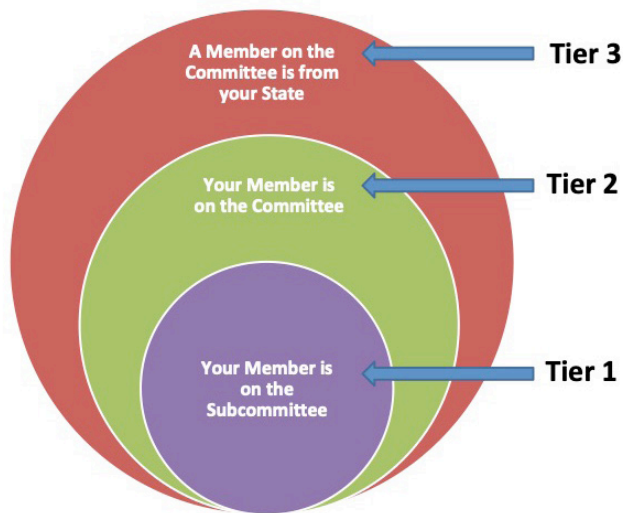 A Member on the
Committee is from
your State
Tier 3
Your Member is
on the Committee
Tier 2
Your Member is
on the
Subcommittee
Tier 1